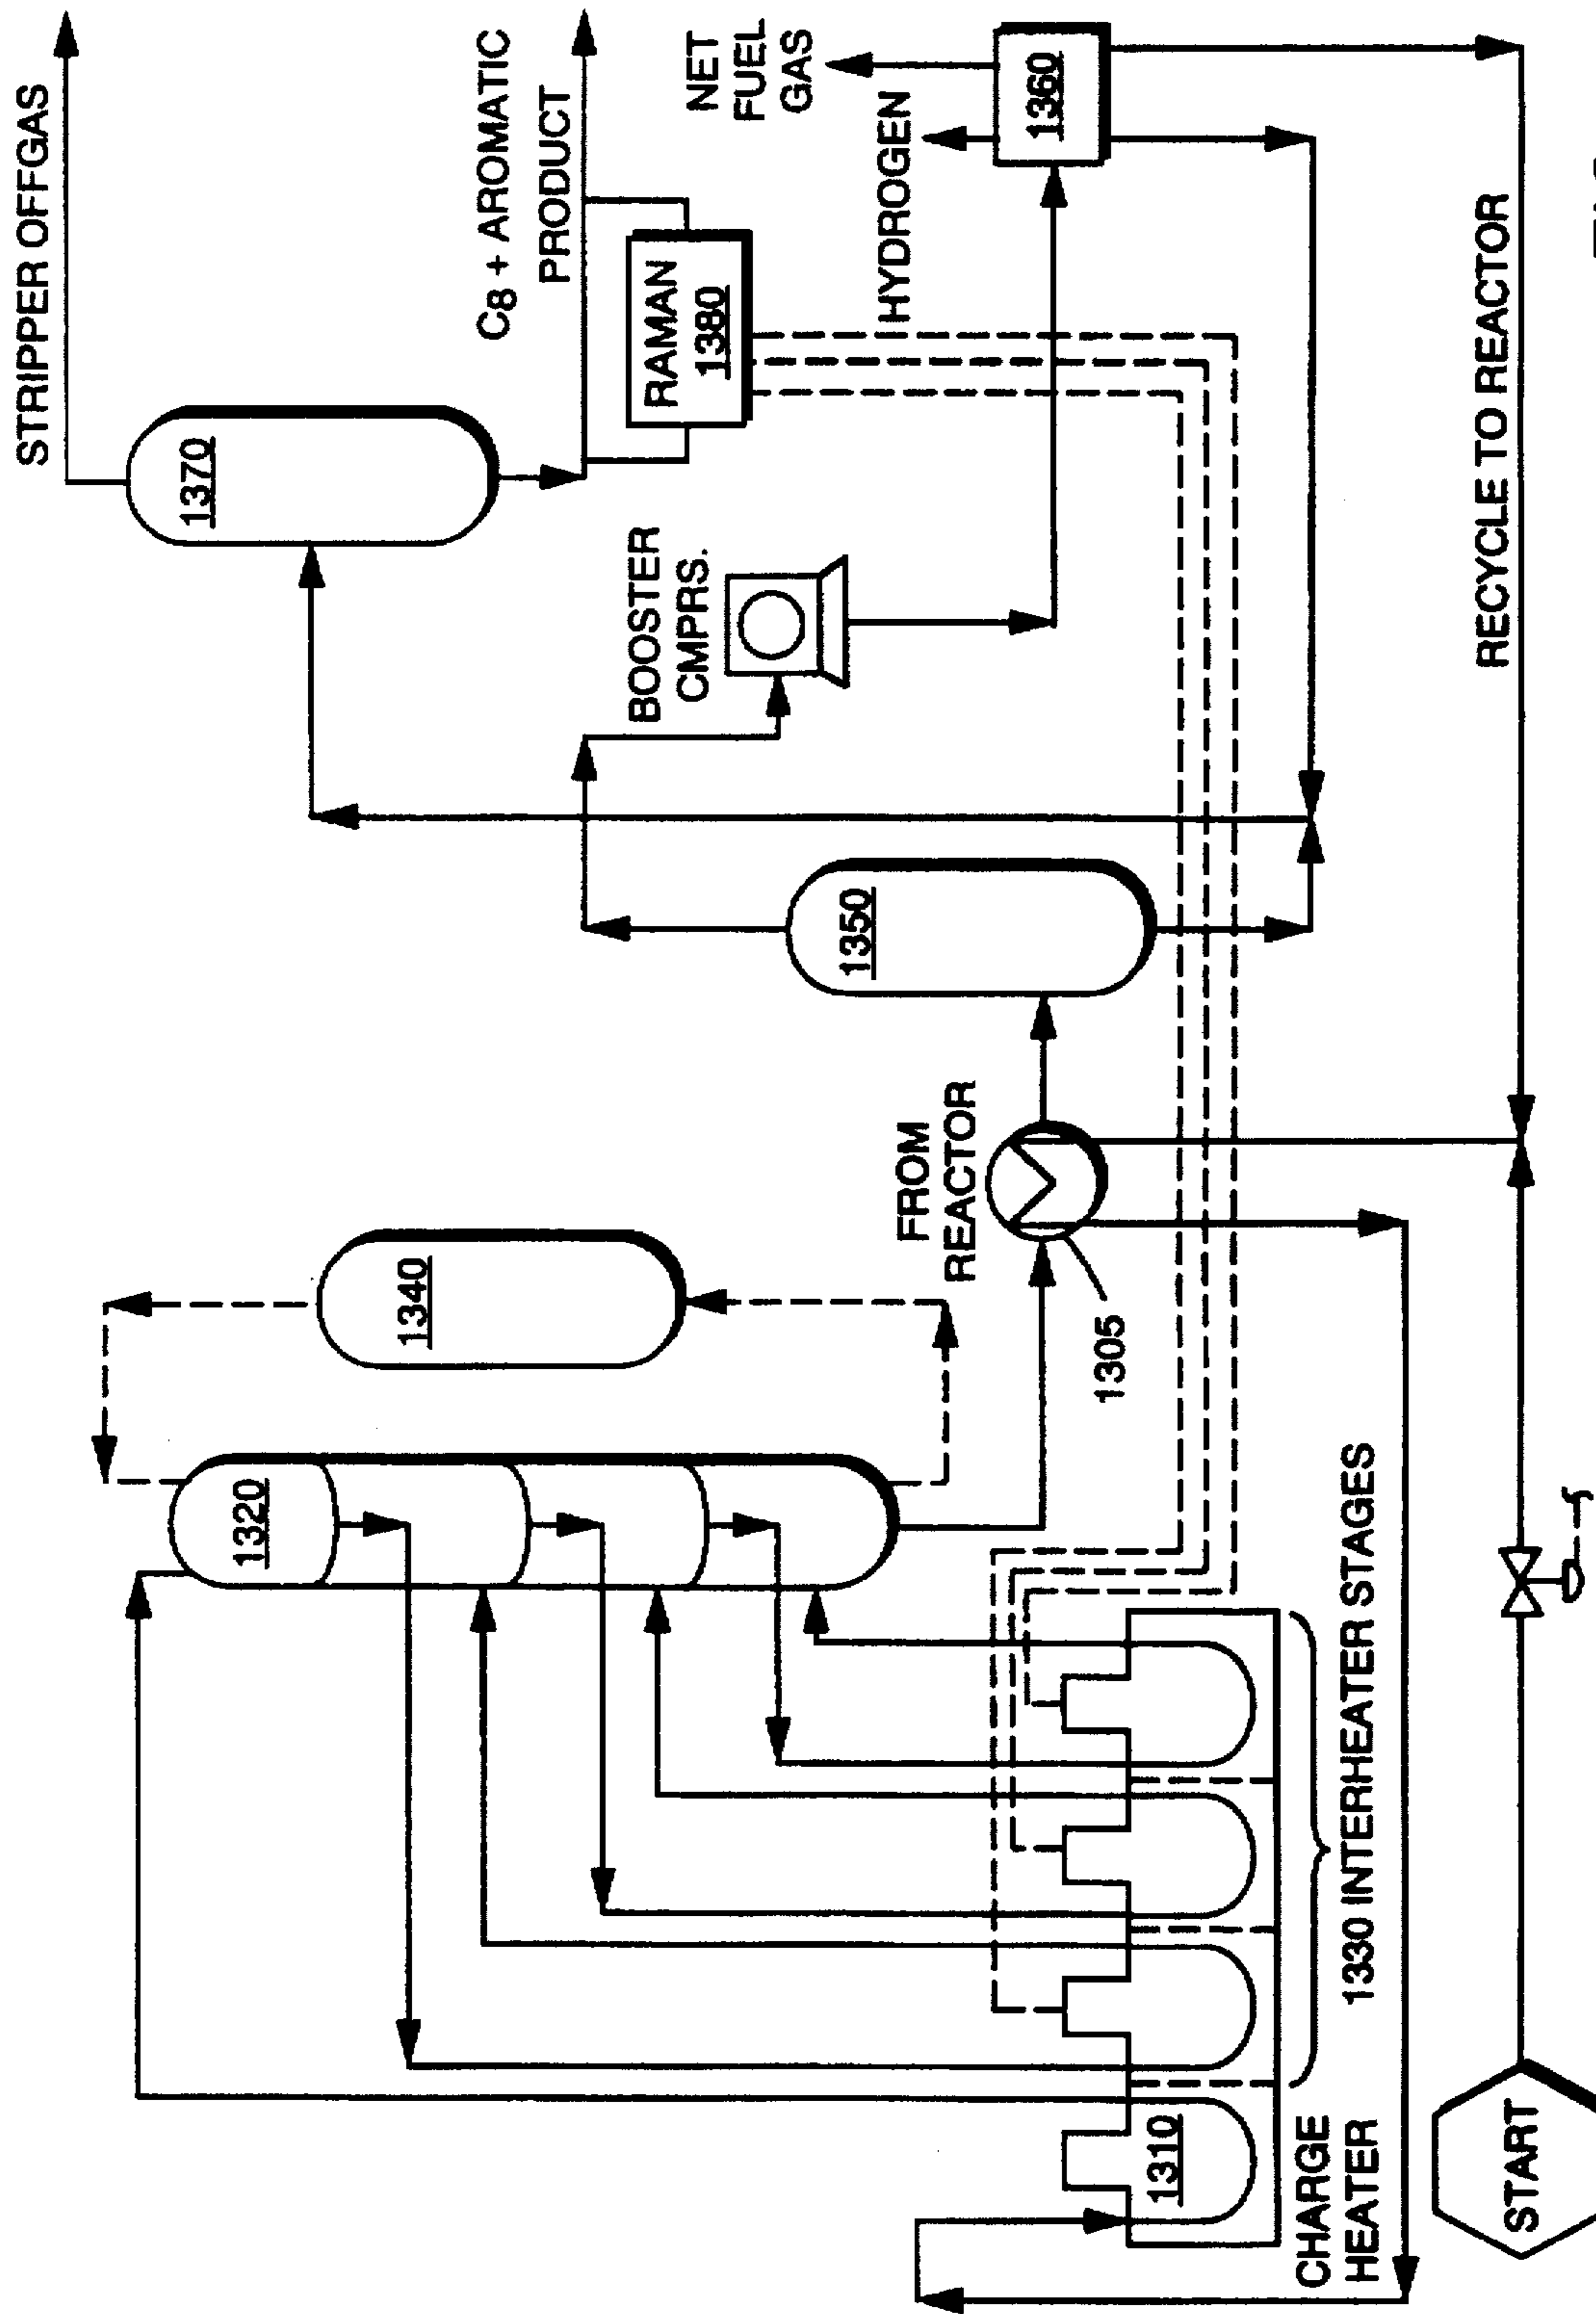 STRIPPER OFFGAS
1370
C8 + AROMATIC
PRODUCT
RAMAN
1380
NET
FUEL
GAS
HYDROGEN
1360
BOOSTER
CMPRS.
1350
RECYCLE TO REACTOR
1340
FROM
REACTOR
1305
1320
1330 INTERHEATER STAGES
1310
CHARGE
HEATER
START